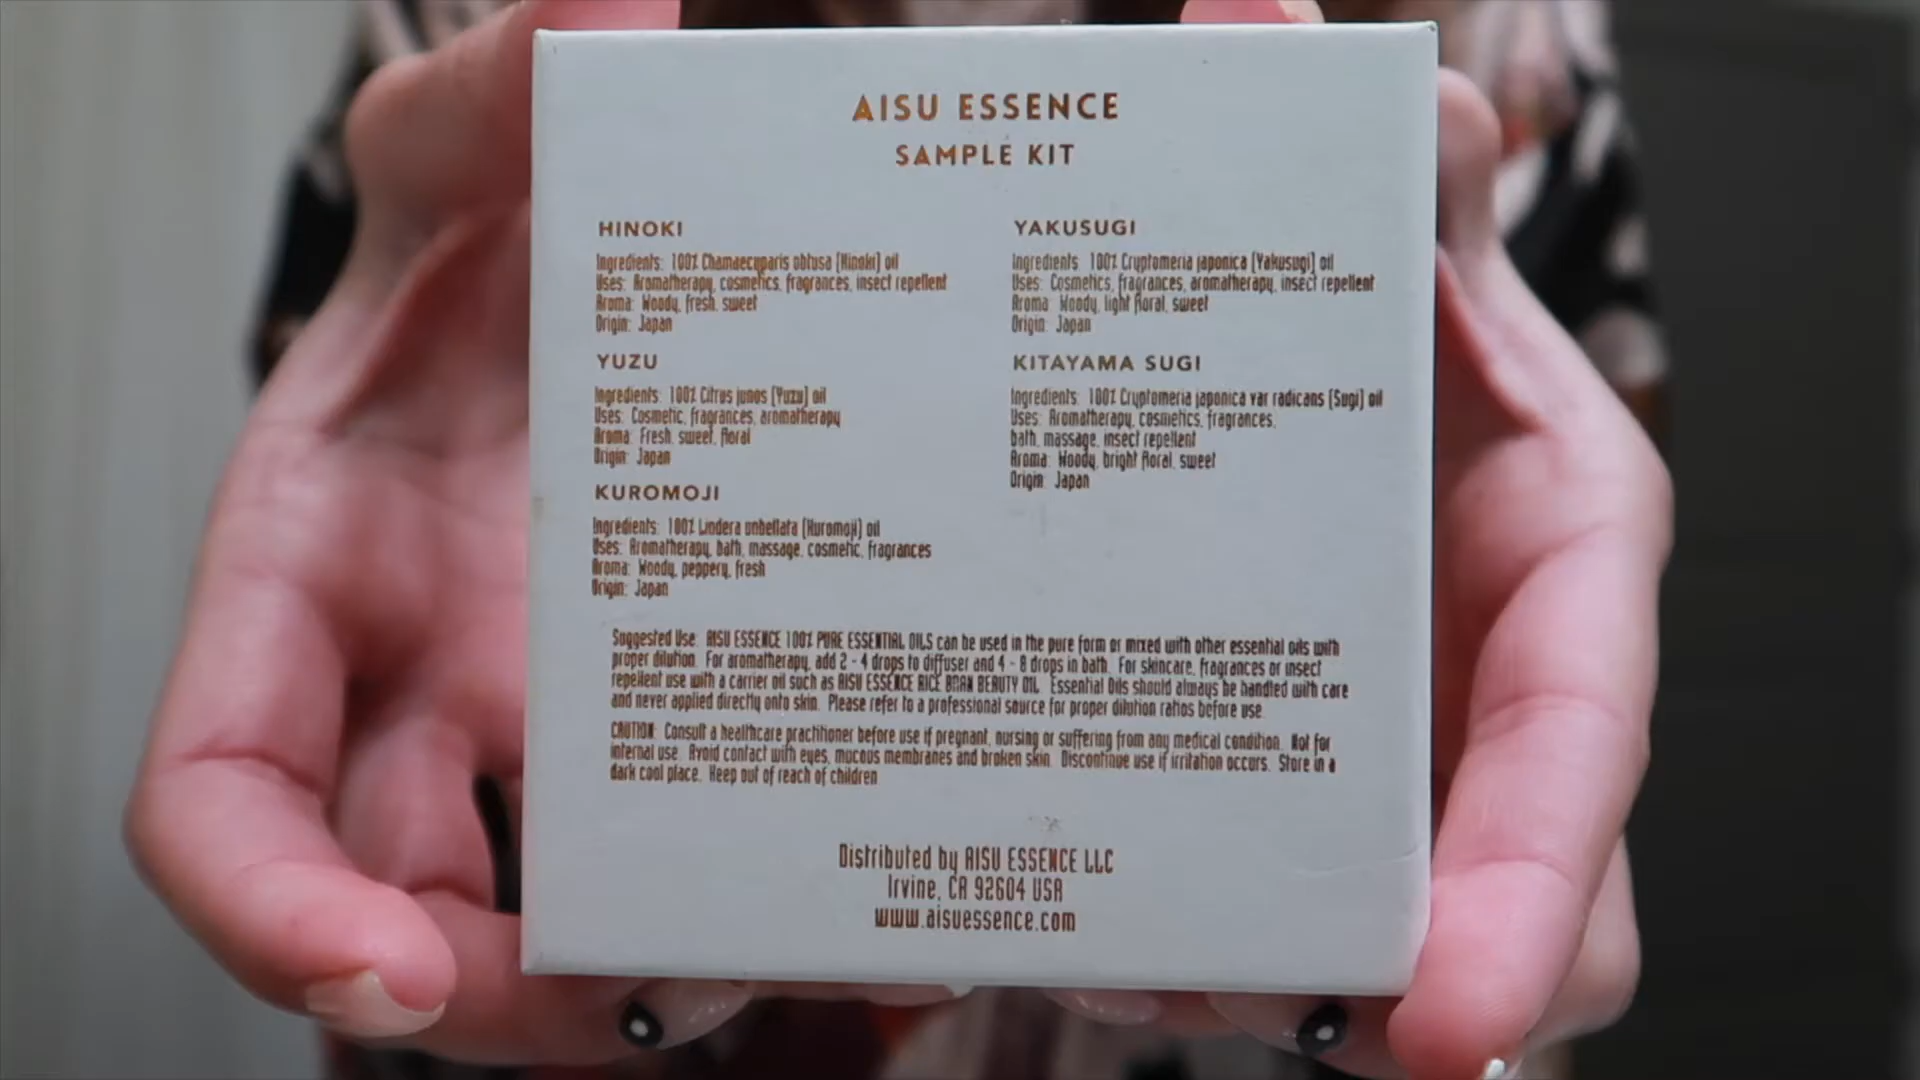 AISU ESSENCE
SAMPLE KIT
HINOKI
Ingredients: 100% Chamaecyparis obtusa (Hinoki) oil
Uses: Aromatherapy, cosmetics, fragrances, insect repellent
Aroma: Woody, fresh, sweet
Origin: Japan
YUZU
Ingredients: 100% Citrus junos (Yuzu) oil
Uses: Cosmetic, fragrances, aromatherapy
Aroma: Fresh, sweet, floral
Origin: Japan
KUROMOJI
Ingredients: 100% Lindera unbellata (Kuromoji) oil
Uses: Aromatherapy, bath, massage, cosmetic, fragrances
Aroma: Woody, peppery, fresh
Origin: Japan
YAKUSUGI
Ingredients: 100% Cryptomeria japonica (Yakusugi) oil
Uses: Cosmetics, fragrances, aromatherapy, insect repellent
Aroma: Woody, light floral, sweet
Origin: Japan
KITAYAMA SUGI
Ingredients: 100% Cryptomeria japonica var radicans (Sugi) oil
Uses: Aromatherapy, cosmetics, fragrances,
bath, massage, insect repellent
Aroma: Woody, bright floral, sweet
Origin: Japan
Suggested Use: AISU ESSENCE 100% PURE ESSENTIAL OILS can be used in the pure form or mixed with other essential oils with
proper dilution. For aromatherapy, add 2 - 4 drops to diffuser and 4 - 8 drops in bath. For skincare, fragrances or insect
repellent use with a carrier oil such as AISU ESSENCE RICE BRAN BEAUTY OIL. Essential Oils should always be handled with care
and never applied directly onto skin. Please refer to a professional source for proper dilution ratios before use.
CAUTION: Consult a healthcare practitioner before use if pregnant, nursing or suffering from any medical condition. Not for
internal use. Avoid contact with eyes, mucous membranes and broken skin. Discontinue use if irritation occurs. Store in a
dark cool place. Keep out of reach of children
Distributed by AISU ESSENCE LLC
Irvine, CA 92604 USA
www.aisuessence.com